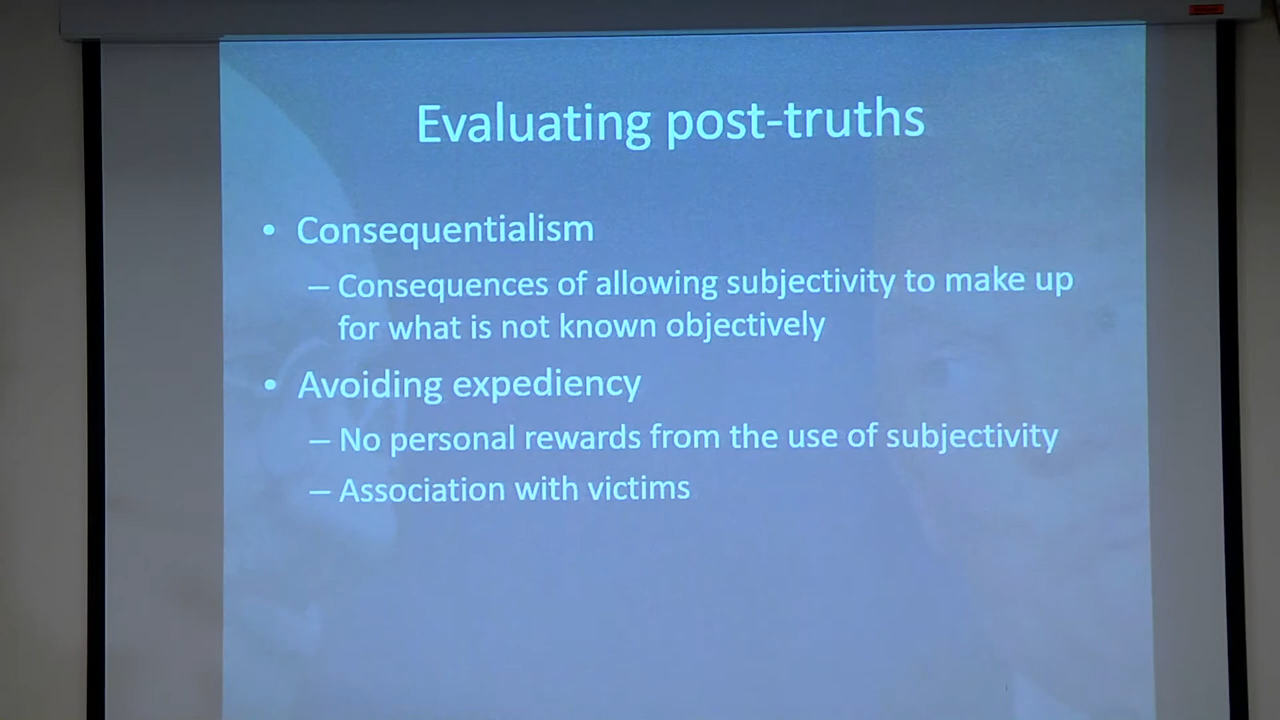 Evaluating post-truths
• Consequentialism
– Consequences of allowing subjectivity to make up
for what is not known objectively
• Avoiding expediency
– No personal rewards from the use of subjectivity
– Association with victims